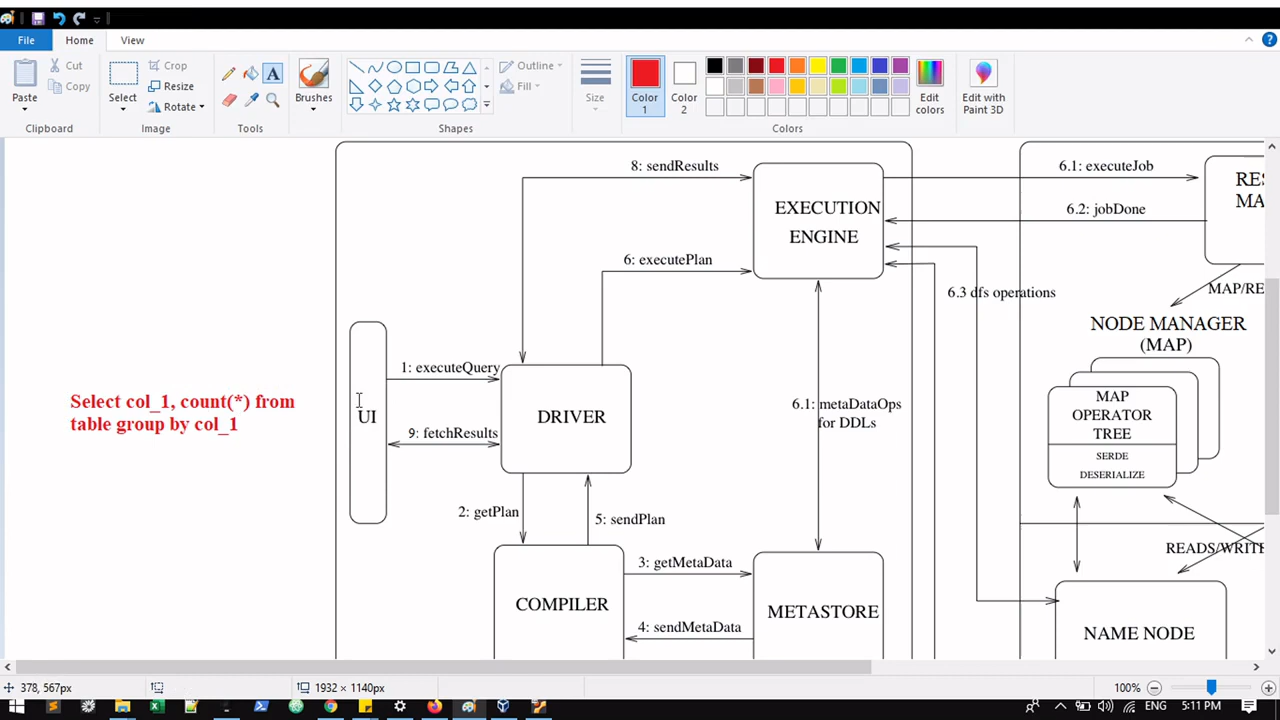 File
Home
View
Paste
Cut
Copy
Clipboard
Select
Crop
Resize
Rotate
Image
A
Tools
Brushes
Outline
Fill
Shapes
Size
Color 1
Color 2
Edit colors
Colors
Edit with Paint 3D
8: sendResults
6.1: executeJob
EXECUTION
ENGINE
RES
MA
6.2: jobDone
6: executePlan
6.3 dfs operations
MAP/RE
NODE MANAGER
(MAP)
1: executeQuery
Select col_1, count(*) from
table group by col_1
UI
DRIVER
9: fetchResults
6.1: metaDataOps
for DDLs
MAP
OPERATOR
TREE
SERDE
DESERIALIZE
2: getPlan
5: sendPlan
READS/WRITE
3: getMetaData
COMPILER
METASTORE
4: sendMetaData
NAME NODE
378, 567px
1932 × 1140px
100%
ENG
5:11 PM